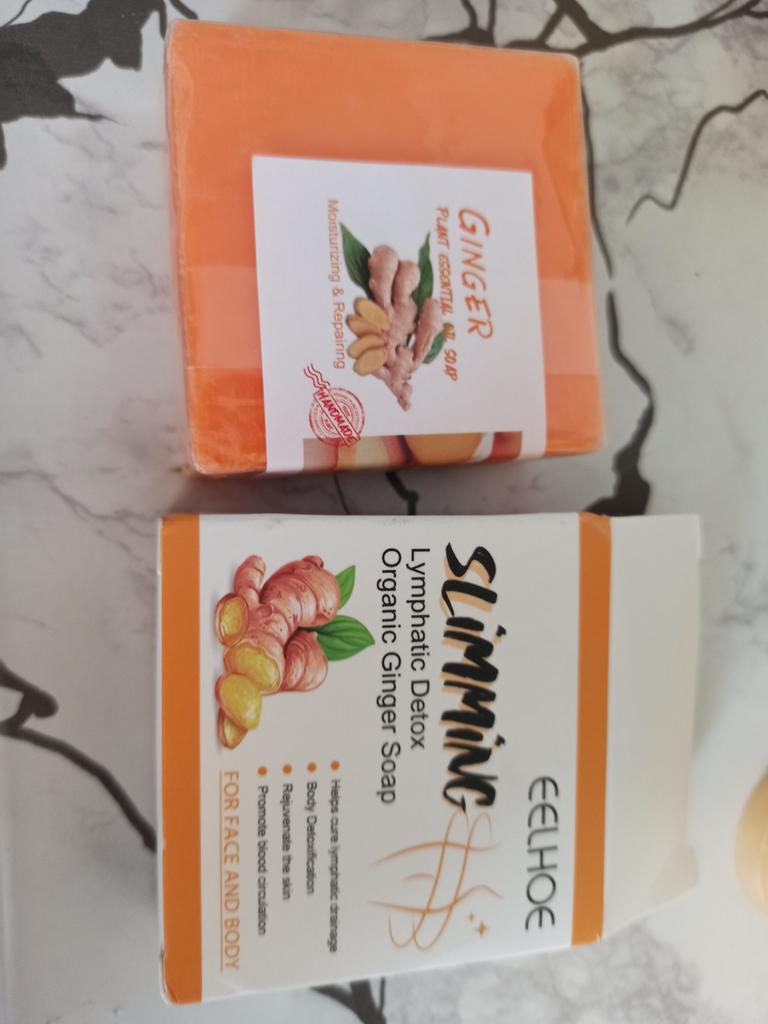 GINGER
PLANT ESSENTIAL OIL SOAP
Moisturizing & Repairing
HANDMADE
EELHOE
SLiMMiNG
Lymphatic Detox
Organic Ginger Soap
Helps cure lymphatic drainage
Body Detoxification
Rejuvenate the skin
Promote blood circulation
FOR FACE AND BODY